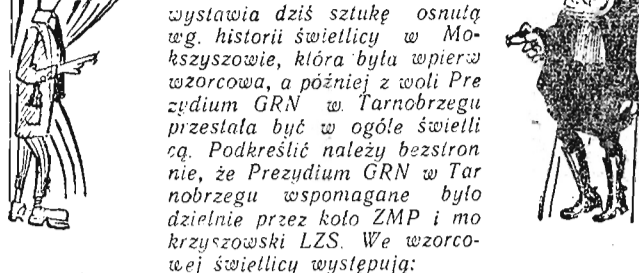 wystawia dziś sztukę osnutą
wg. historii świetlicy w Mo-
kszyszowie, która była wpierw
wzorcowa, a później z woli Pre
zydium GRN w Tarnobrzegu
przestała być w ogóle świetli
cą. Podkreślić należy bezstron
nie, że Prezydium GRN w Tar
nobrzegu wspomagane było
dzielnie przez koło ZMP i mo
krzyszowski LZS. We wzorco-
wej świetlicy występują: